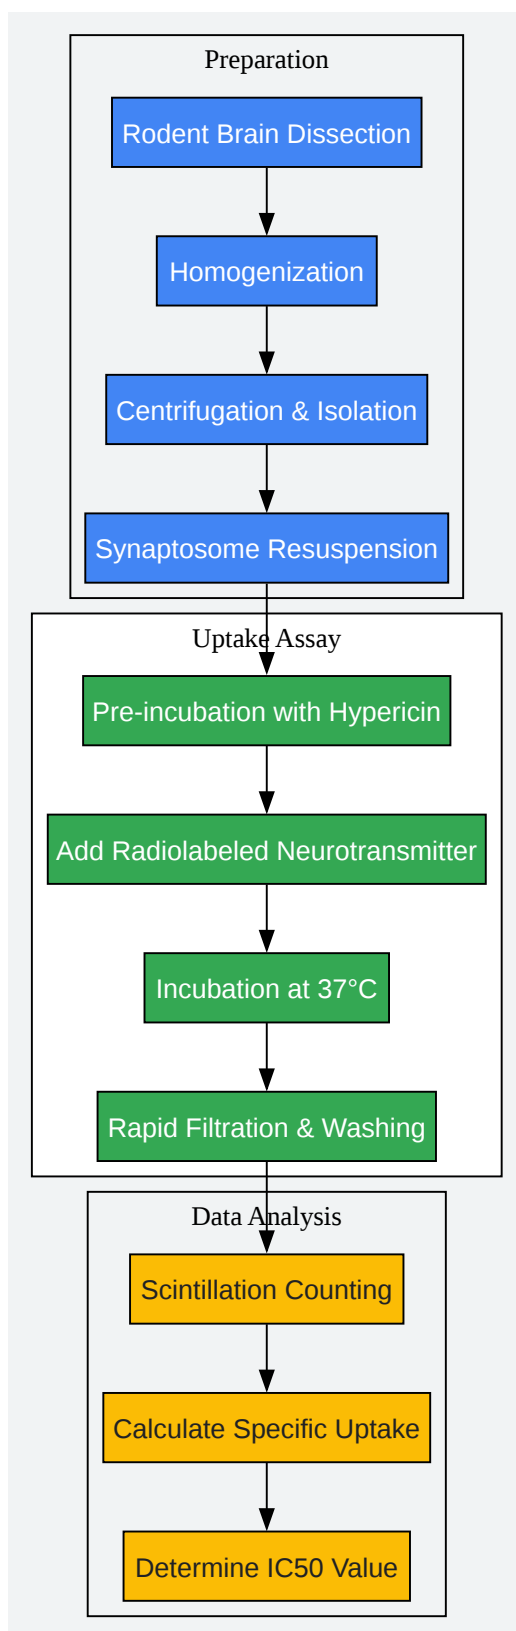 Preparation
Rodent Brain Dissection
Homogenization
Centrifugation & Isolation
Synaptosome Resuspension
Uptake Assay
Pre-incubation with Hypericin
Add Radiolabeled Neurotransmitter
Incubation at 37°C
Rapid Filtration & Washing
Data Analysis
Scintillation Counting
Calculate Specific Uptake
Determine IC50 Value